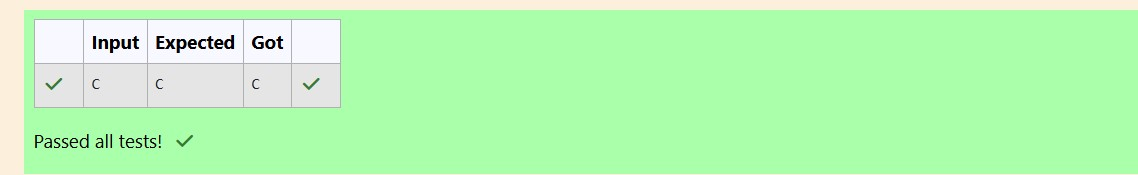 Input Expected Got
C C C
Passed all tests!